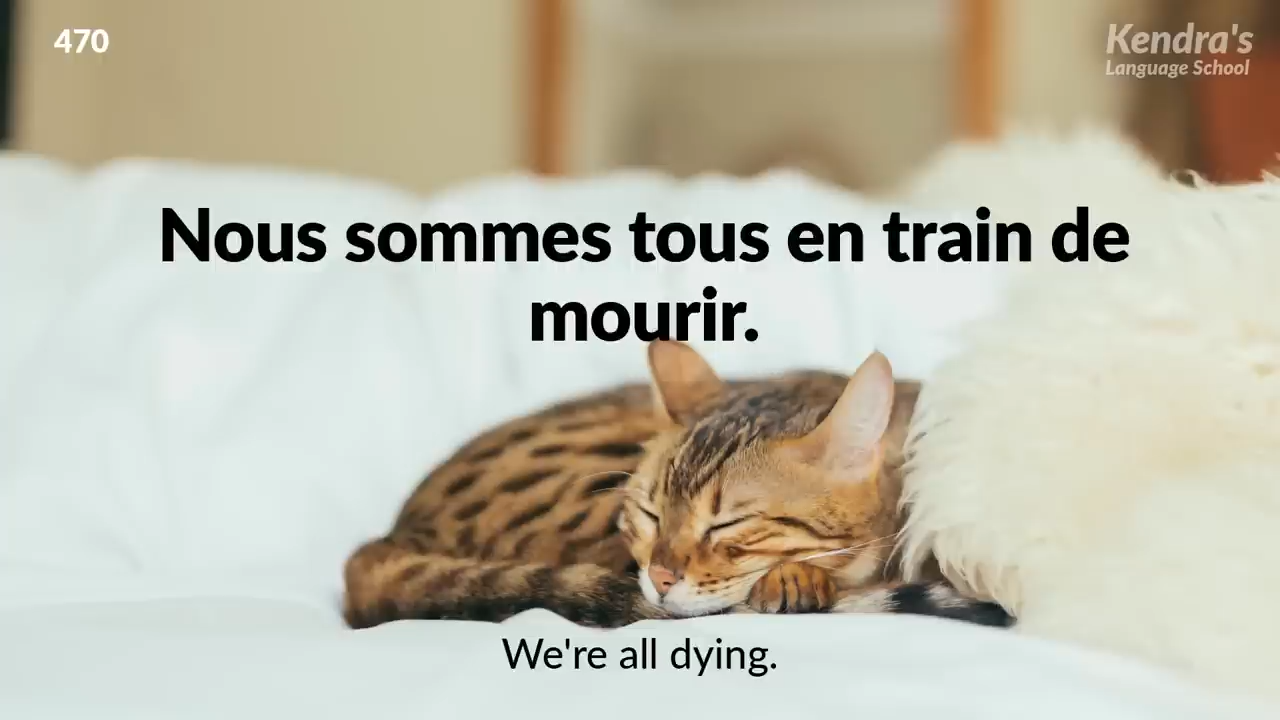 470
Kendra's
Language School
Nous sommes tous en train de
mourir.
We're all dying.